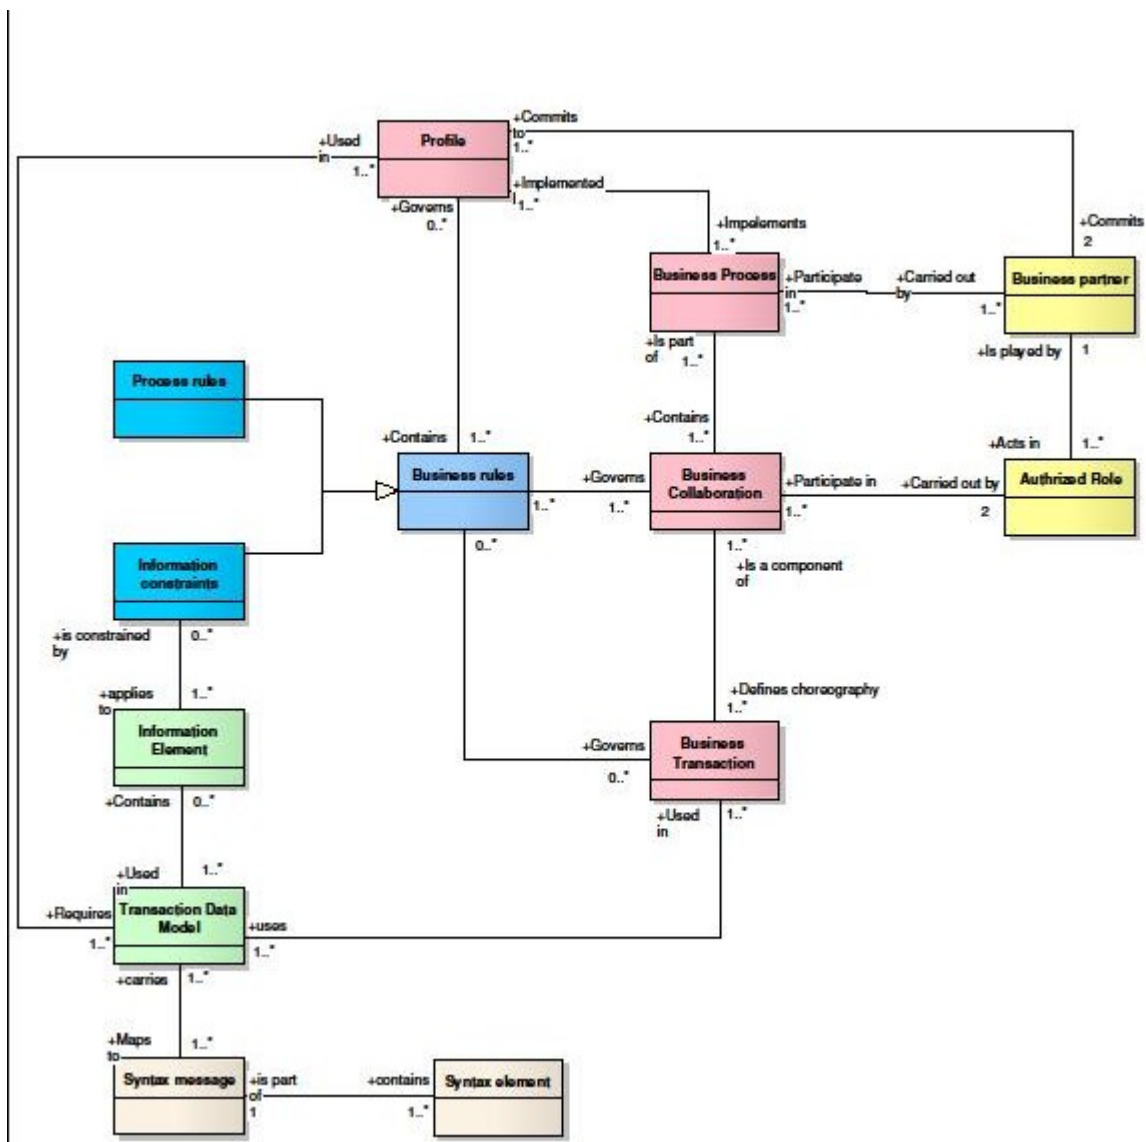 +Commits
to
1..*
+Used
in
1..*
Profile
+Implemented
1..*
+Governs
0..*
+Impelements
1..*
+Commits
2
Business Process
+Participate
in
1..*
+Carried out
by
1..*
Business partner
+Is part
of
1..*
+Is played by
1
Process rules
+Contains
1..*
+Contains
1..*
+Acts in
1..*
Business rules
1..*
+Governs
1..*
Business
Collaboration
+Participate in
1..*
+Carried out by
2
Authrized Role
0..*
1..*
+Is a component
of
Information
constraints
+is constrained
by
0..*
+applies
to
1..*
+Defines choreography
1..*
Information
Element
+Governs
0..*
Business
Transaction
+Contains
0..*
+Used
in
1..*
+Used
in
1..*
+Requires
1..*
Transaction Data
Model
+uses
1..*
+carries
1..*
+Maps
to
1..*
Syntax message
+is part
of
1
+contains
1..*
Syntax element